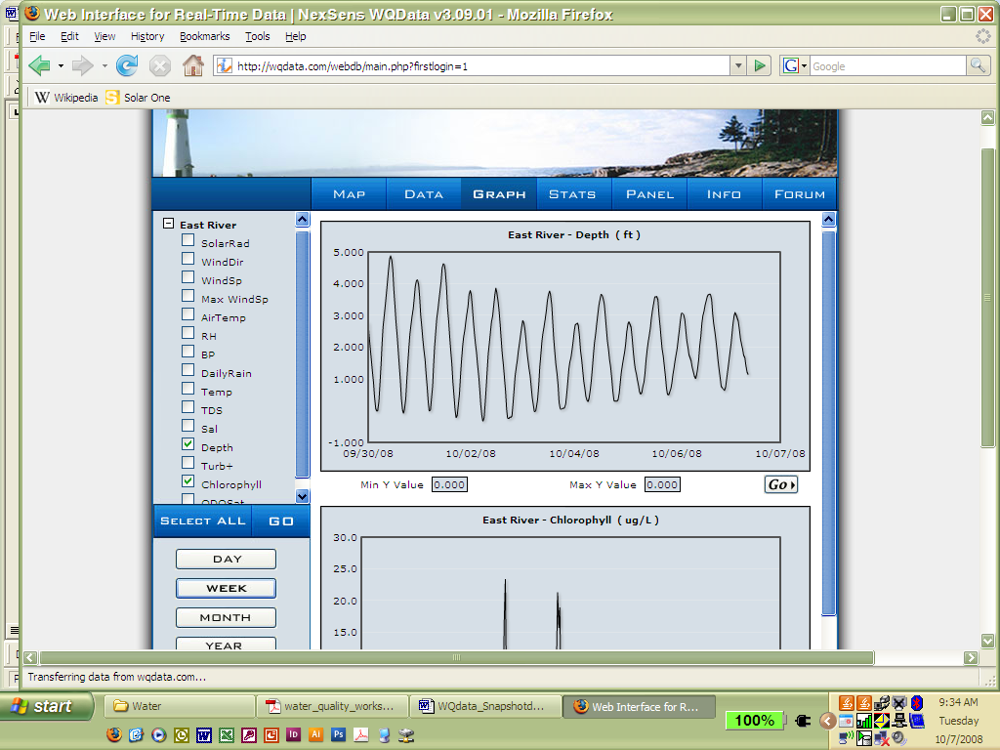 Web Interface for Real-Time Data | NexSens WQData v3.09.01 - Mozilla Firefox
File Edit View History Bookmarks Tools Help
http://wqdata.com/webdb/main.php?firstlogin=1
G Google
W Wikipedia S Solar One
MAP DATA GRAPH STATS PANEL INFO FORUM
East River
SolarRad
WindDir
WindSp
Max WindSp
AirTemp
RH
BP
DailyRain
Temp
TDS
Sal
Depth
Turb+
Chlorophyll
ODOSat
SELECT ALL GO
DAY
WEEK
MONTH
YEAR
East River - Depth ( ft )
5.000
4.000
3.000
2.000
1.000
-1.000
09/30/08 10/02/08 10/04/08 10/06/08 10/07/08
Min Y Value 0.000 Max Y Value 0.000 Go
East River - Chlorophyll ( ug/L )
30.0
25.0
20.0
15.0
Transferring data from wqdata.com...
start Water water_quality_works... WQdata_Snapshotd... Web Interface for R...
9:34 AM
Tuesday
10/7/2008
100%